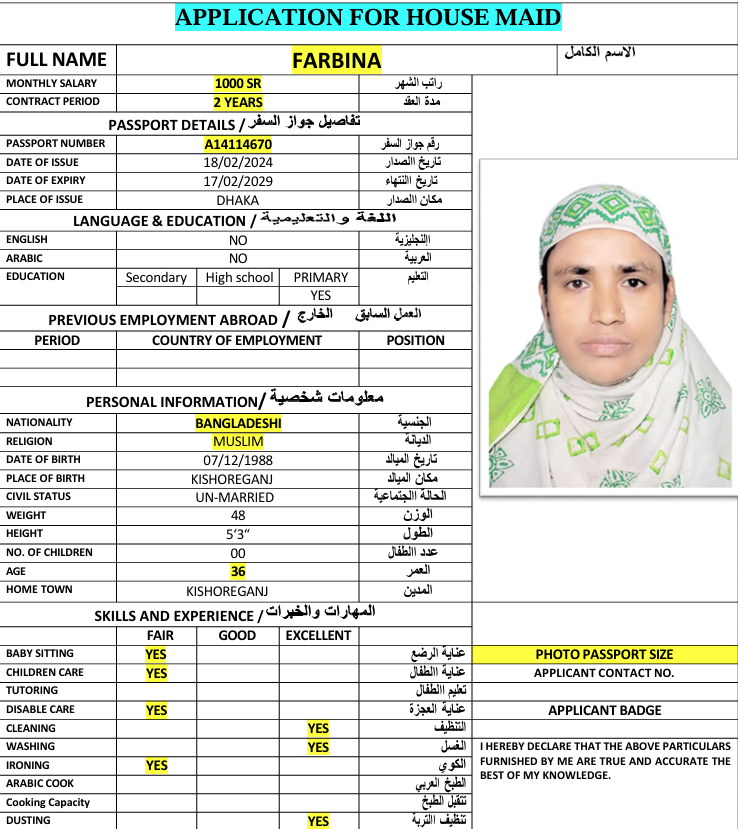 APPLICATION FOR HOUSE MAID
FULL NAME FARBINA الاسم الكامل
MONTHLY SALARY 1000 SR راتب الشهر
CONTRACT PERIOD 2 YEARS مدة العقد
PASSPORT DETAILS / تفاصيل جواز السفر
PASSPORT NUMBER A14114670 رقم جواز السفر
DATE OF ISSUE 18/02/2024 تاريخ االصدار
DATE OF EXPIRY 17/02/2029 تاريخ االنتهاء
PLACE OF ISSUE DHAKA مكان االصدار
LANGUAGE & EDUCATION / اللغة والتعليمية
ENGLISH NO اإلنجليزية
ARABIC NO العربية
EDUCATION Secondary High school PRIMARY التعليم
YES
PREVIOUS EMPLOYMENT ABROAD / العمل السابق الخارج
PERIOD COUNTRY OF EMPLOYMENT POSITION
PERSONAL INFORMATION/ معلومات شخصية
NATIONALITY BANGLADESHI الجنسية
RELIGION MUSLIM الديانة
DATE OF BIRTH 07/12/1988 تاريخ الميالد
PLACE OF BIRTH KISHOREGANJ مكان الميالد
CIVIL STATUS UN-MARRIED الحالة االجتماعية
WEIGHT 48 الوزن
HEIGHT 5'3" الطول
NO. OF CHILDREN 00 عدد االطفال
AGE 36 العمر
HOME TOWN KISHOREGANJ المدين
SKILLS AND EXPERIENCE / المهارات والخبرات
FAIR GOOD EXCELLENT
BABY SITTING YES عناية الرضع
CHILDREN CARE YES عناية االطفال
TUTORING تعليم االطفال
DISABLE CARE YES عناية العجزة
CLEANING YES التنظيف
WASHING YES الغسل
IRONING YES الكوي
ARABIC COOK الطبخ العربي
Cooking Capacity تتقبل الطبخ
DUSTING YES تنظيف االتربة
PHOTO PASSPORT SIZE
APPLICANT CONTACT NO.
APPLICANT BADGE
I HEREBY DECLARE THAT THE ABOVE PARTICULARS
FURNISHED BY ME ARE TRUE AND ACCURATE THE
BEST OF MY KNOWLEDGE.